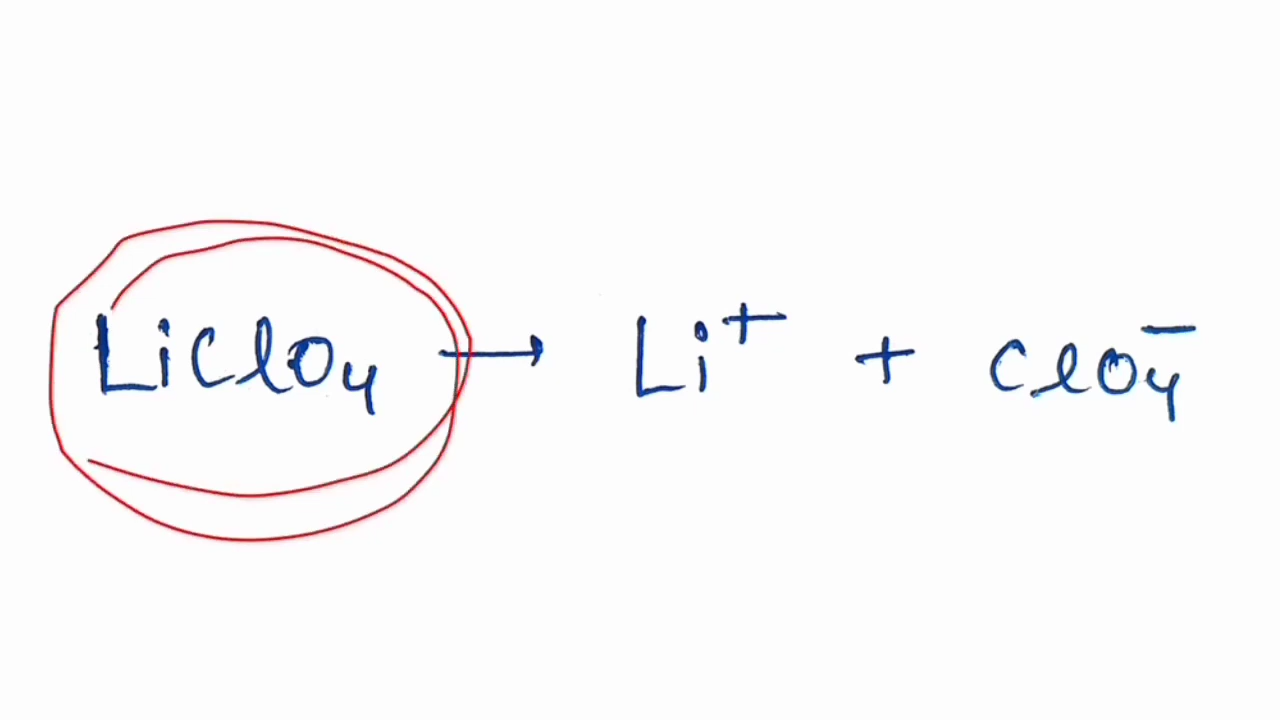 LiClO₄ → Li⁺ + ClO₄⁻